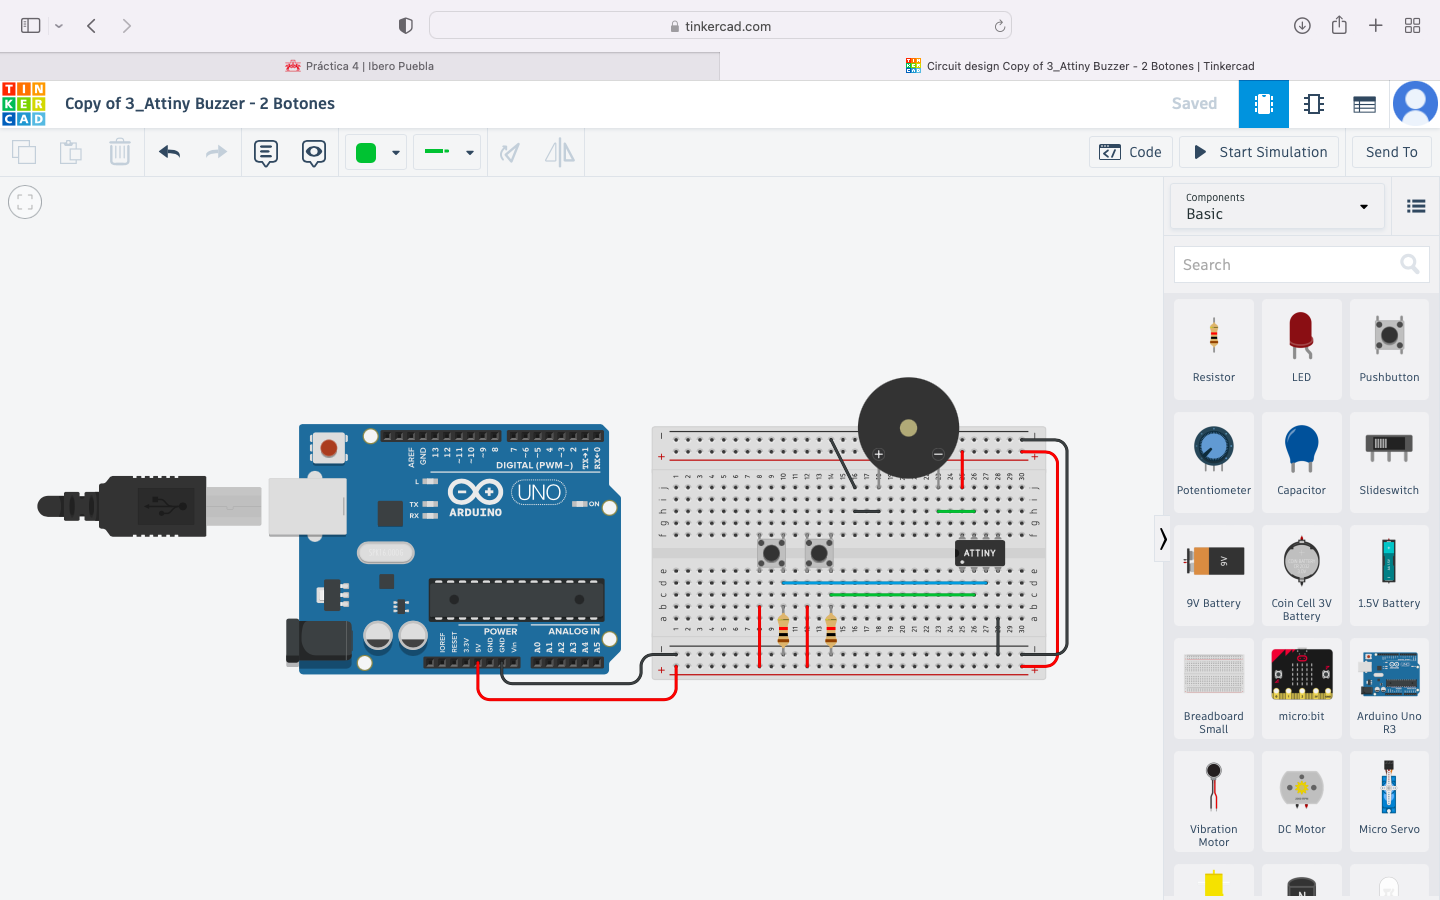 tinkercad.com
Práctica 4 | Ibero Puebla
Circuit design Copy of 3_Attiny Buzzer - 2 Botones | Tinkercad
TIN
KER
CAD
Copy of 3_Attiny Buzzer - 2 Botones
Saved
Code
Start Simulation
Send To
Components
Basic
Search
Resistor
LED
Pushbutton
Potentiometer
Capacitor
Slideswitch
9V
9V Battery
Coin Cell 3V
Battery
1.5V Battery
Breadboard
Small
micro:bit
Arduino Uno
R3
Vibration
Motor
DC Motor
Micro Servo
N
AREF
GND
13
12
~11
~10
~9
8
7
~6
~5
4
~3
2
TX→1
RX←0
DIGITAL (PWM~)
L
TX
RX
UNO
ARDUINO
ON
POWER
ANALOG IN
IOREF
RESET
3.3V
5V
GND
GND
Vin
A0
A1
A2
A3
A4
A5
ATTINY